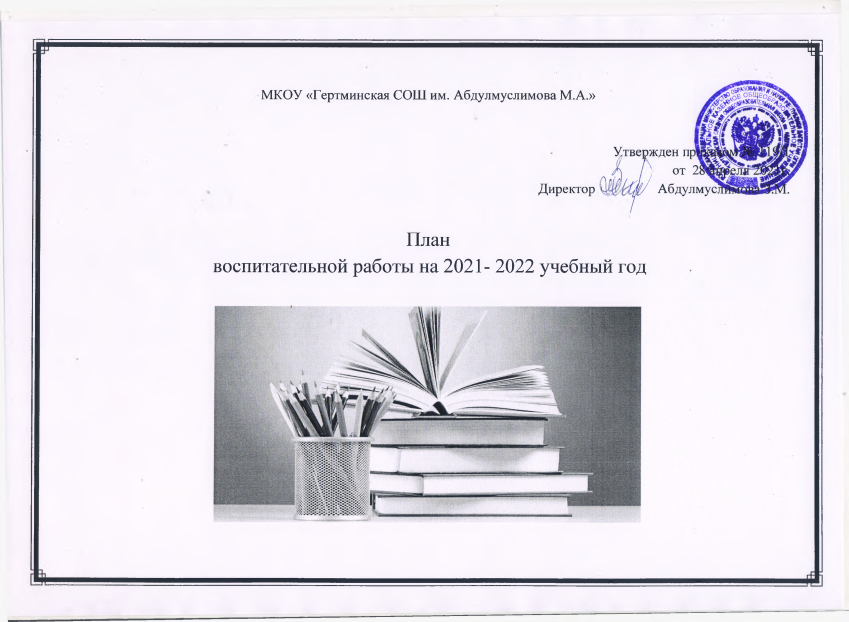 МКОУ «Гертминская СОШ им. Абдулмуслимова М.А.»
Утвержден приказом
от 28 апреля
Директор Абдулмуслимова З.М.
План
воспитательной работы на 2021- 2022 учебный год